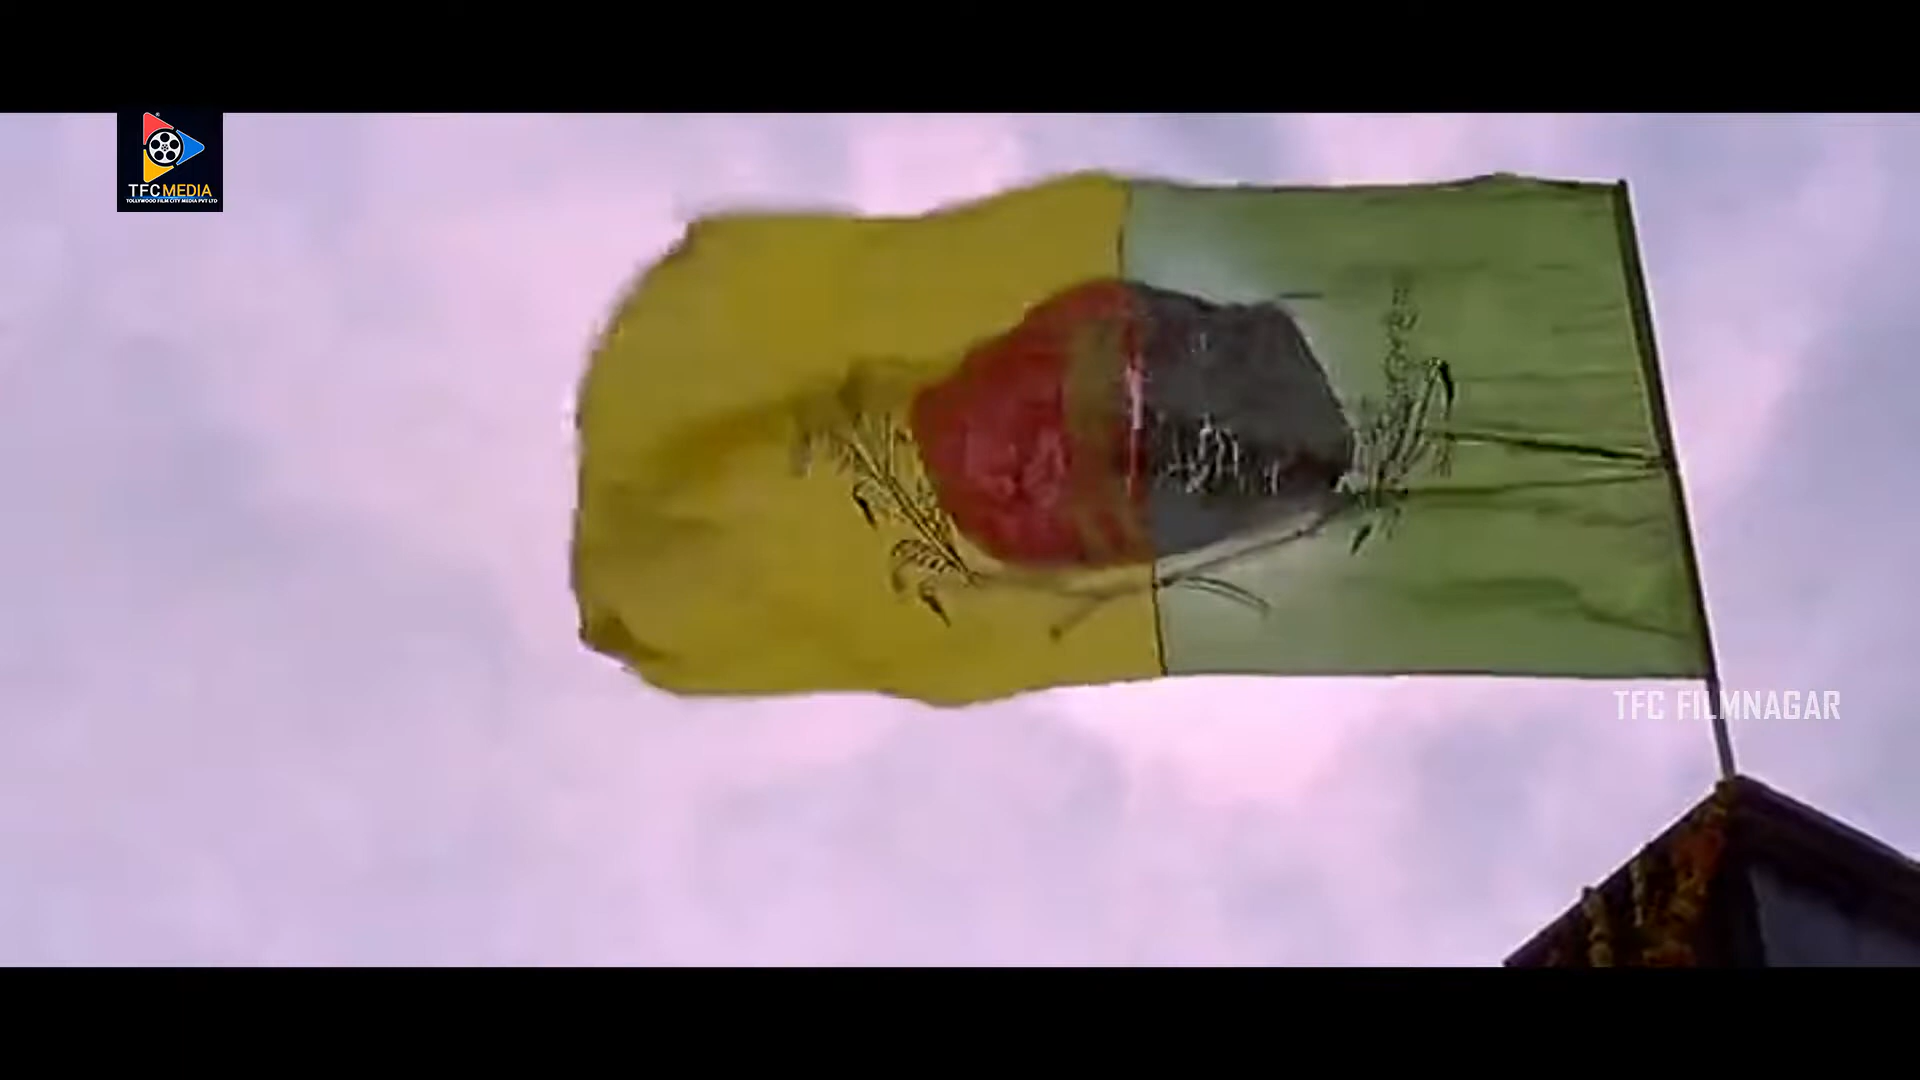 TFC MEDIA
TOLLYWOOD FILM CITY MEDIA PVT LTD
TFC FILMNAGAR